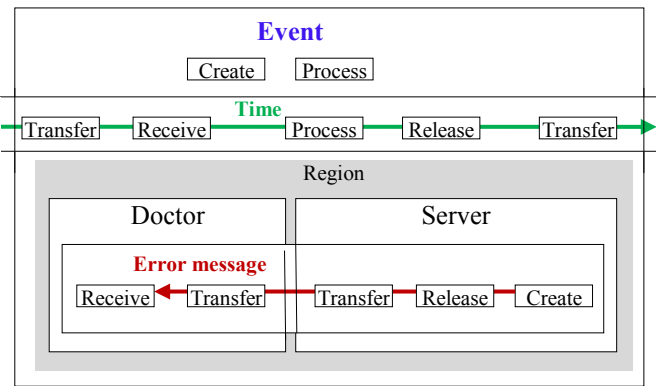 Event
Create Process
Time
Transfer Receive Process Release Transfer
Region
Doctor Server
Error message
Receive Transfer Transfer Release Create